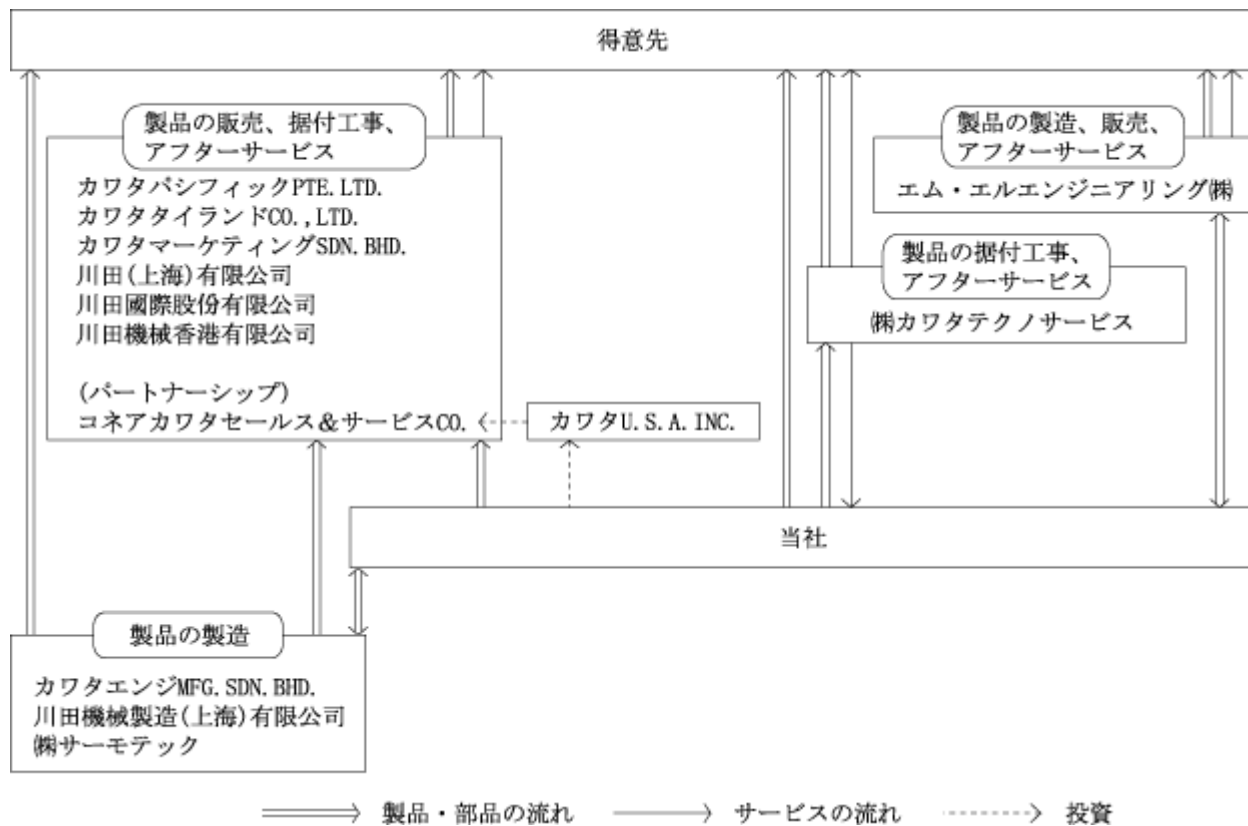 得意先
製品の販売、据付工事、
アフターサービス
カワタパシフィックPTE.LTD.
カワタタイランドCO.,LTD.
カワタマーケティングSDN.BHD.
川田(上海)有限公司
川田國際股份有限公司
川田機械香港有限公司
(パートナーシップ)
コネアカワタセールス&サービスCO.
カワタU.S.A.INC.
製品の製造、販売、
アフターサービス
エム・エルエンジニアリング㈱
製品の据付工事、
アフターサービス
㈱カワタテクノサービス
当社
製品の製造
カワタエンジMFG.SDN.BHD.
川田機械製造(上海)有限公司
㈱サーモテック
製品・部品の流れ
サービスの流れ
投資